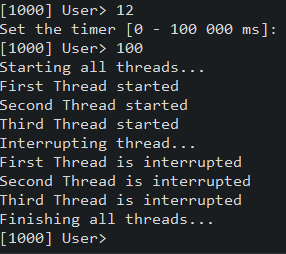 [1000] User> 12
Set the timer [0 - 100 000 ms]:
[1000] User> 100
Starting all threads...
First Thread started
Second Thread started
Third Thread started
Interrupting thread...
First Thread is interrupted
Second Thread is interrupted
Third Thread is interrupted
Finishing all threads...
[1000] User>